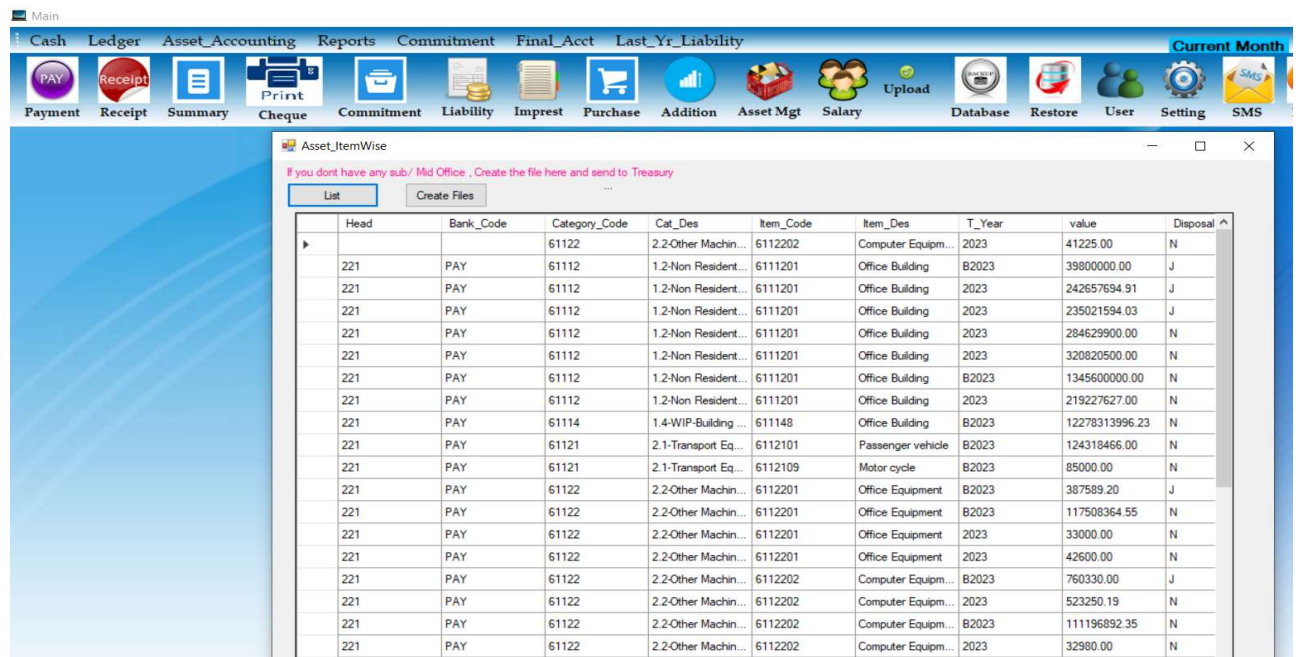 Main
Cash Ledger Asset_Accounting Reports Commitment Final_Acct Last_Yr_Liability
Current Month
PAY Receipt Print BACKUP SMS
Upload
Payment Receipt Summary Cheque Commitment Liability Imprest Purchase Addition Asset Mgt Salary Database Restore User Setting SMS
Asset_ItemWise
If you dont have any sub/ Mid Office , Create the file here and send to Treasury
List Create Files ...
Head Bank_Code Category_Code Cat_Des Item_Code Item_Des T_Year value Disposal
61122 2.2-Other Machin... 6112202 Computer Equipm... 2023 41225.00 N
221 PAY 61112 1.2-Non Resident... 6111201 Office Building B2023 39800000.00 J
221 PAY 61112 1.2-Non Resident... 6111201 Office Building 2023 242657694.91 J
221 PAY 61112 1.2-Non Resident... 6111201 Office Building 2023 235021594.03 J
221 PAY 61112 1.2-Non Resident... 6111201 Office Building 2023 284629900.00 N
221 PAY 61112 1.2-Non Resident... 6111201 Office Building 2023 320820500.00 N
221 PAY 61112 1.2-Non Resident... 6111201 Office Building B2023 1345600000.00 N
221 PAY 61112 1.2-Non Resident... 6111201 Office Building 2023 219227627.00 N
221 PAY 61114 1.4-WIP-Building ... 611148 Office Building B2023 12278313996.23 N
221 PAY 61121 2.1-Transport Eq... 6112101 Passenger vehicle B2023 124318466.00 N
221 PAY 61121 2.1-Transport Eq... 6112109 Motor cycle B2023 85000.00 N
221 PAY 61122 2.2-Other Machin... 6112201 Office Equipment B2023 387589.20 J
221 PAY 61122 2.2-Other Machin... 6112201 Office Equipment B2023 117508364.55 N
221 PAY 61122 2.2-Other Machin... 6112201 Office Equipment 2023 33000.00 N
221 PAY 61122 2.2-Other Machin... 6112201 Office Equipment 2023 42600.00 N
221 PAY 61122 2.2-Other Machin... 6112202 Computer Equipm... B2023 760330.00 J
221 PAY 61122 2.2-Other Machin... 6112202 Computer Equipm... 2023 523250.19 N
221 PAY 61122 2.2-Other Machin... 6112202 Computer Equipm... B2023 111196892.35 N
221 PAY 61122 2.2-Other Machin... 6112202 Computer Equipm... 2023 32980.00 N